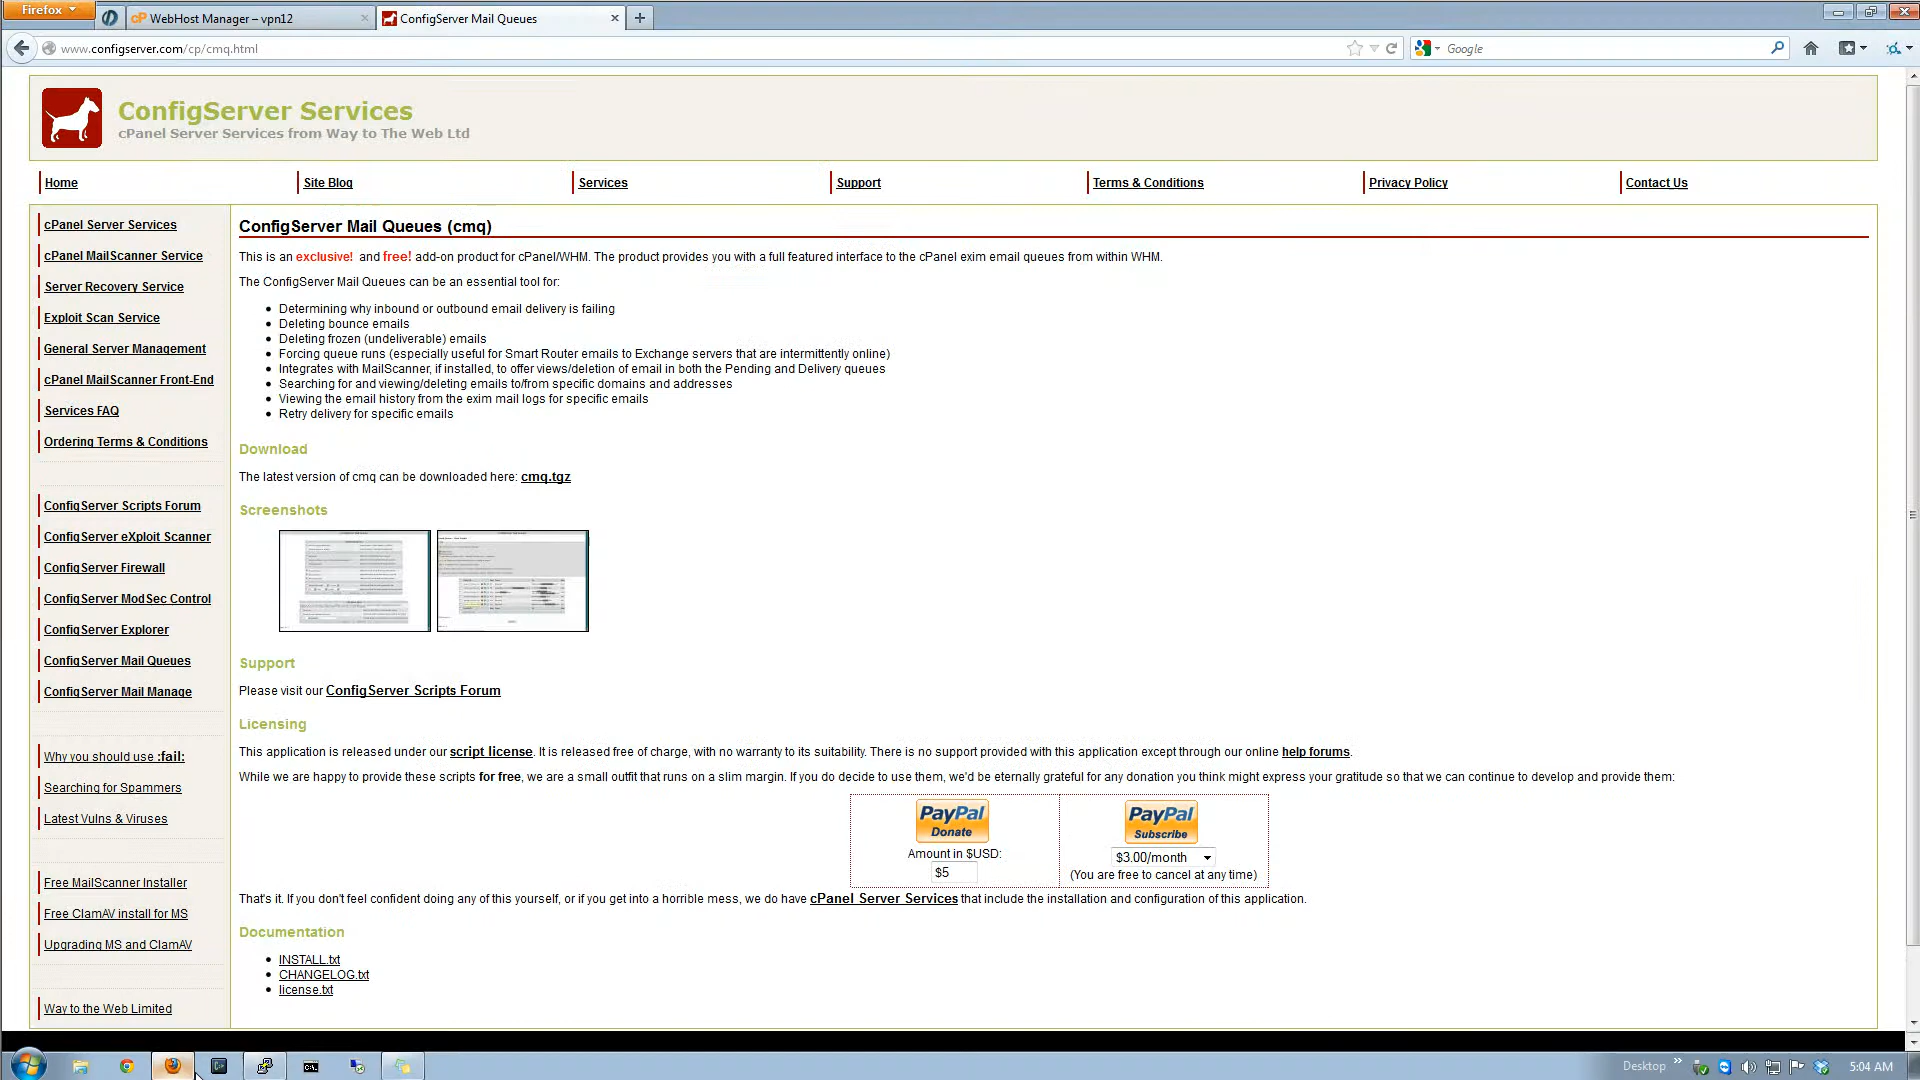 Firefox
WebHost Manager – vpn12
ConfigServer Mail Queues
www.configserver.com/cp/cmq.html
Google
ConfigServer Services
cPanel Server Services from Way to The Web Ltd
Home
Site Blog
Services
Support
Terms & Conditions
Privacy Policy
Contact Us
cPanel Server Services
cPanel MailScanner Service
Server Recovery Service
Exploit Scan Service
General Server Management
cPanel MailScanner Front-End
Services FAQ
Ordering Terms & Conditions
ConfigServer Scripts Forum
ConfigServer eXploit Scanner
ConfigServer Firewall
ConfigServer ModSec Control
ConfigServer Explorer
ConfigServer Mail Queues
ConfigServer Mail Manage
Why you should use :fail:
Searching for Spammers
Latest Vulns & Viruses
Free MailScanner Installer
Free ClamAV install for MS
Upgrading MS and ClamAV
Way to the Web Limited
ConfigServer Mail Queues (cmq)
This is an exclusive! and free! add-on product for cPanel/WHM. The product provides you with a full featured interface to the cPanel exim email queues from within WHM.
The ConfigServer Mail Queues can be an essential tool for:
Determining why inbound or outbound email delivery is failing
Deleting bounce emails
Deleting frozen (undeliverable) emails
Forcing queue runs (especially useful for Smart Router emails to Exchange servers that are intermittently online)
Integrates with MailScanner, if installed, to offer views/deletion of email in both the Pending and Delivery queues
Searching for and viewing/deleting emails to/from specific domains and addresses
Viewing the email history from the exim mail logs for specific emails
Retry delivery for specific emails
Download
The latest version of cmq can be downloaded here: cmq.tgz
Screenshots
Support
Please visit our ConfigServer Scripts Forum
Licensing
This application is released under our script license. It is released free of charge, with no warranty to its suitability. There is no support provided with this application except through our online help forums.
While we are happy to provide these scripts for free, we are a small outfit that runs on a slim margin. If you do decide to use them, we'd be eternally grateful for any donation you think might express your gratitude so that we can continue to develop and provide them:
PayPal
Donate
Amount in $USD:
$5
PayPal
Subscribe
$3.00/month
(You are free to cancel at any time)
That's it. If you don't feel confident doing any of this yourself, or if you get into a horrible mess, we do have cPanel Server Services that include the installation and configuration of this application.
Documentation
INSTALL.txt
CHANGELOG.txt
license.txt
Desktop
5:04 AM